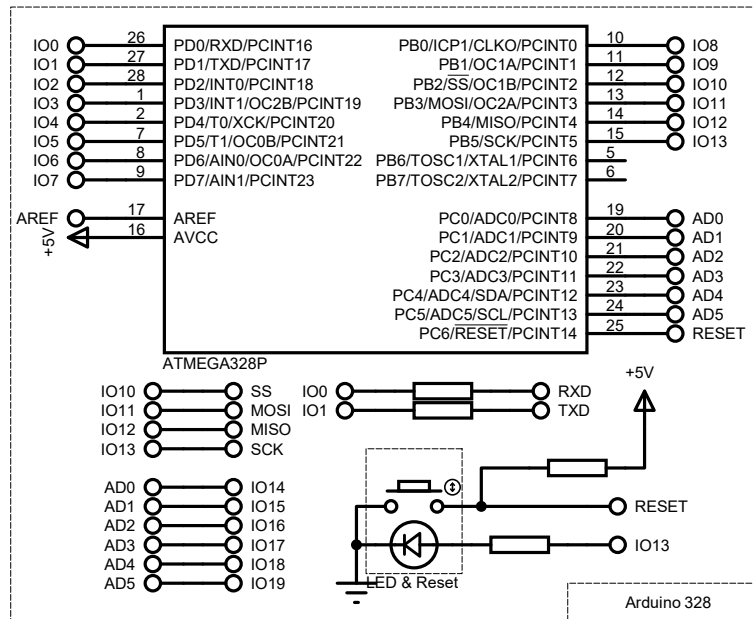 IO0 26 PD0/RXD/PCINT16 PB0/ICP1/CLKO/PCINT0 10 IO8
IO1 27 PD1/TXD/PCINT17 PB1/OC1A/PCINT1 11 IO9
IO2 28 PD2/INT0/PCINT18 PB2/SS/OC1B/PCINT2 12 IO10
IO3 1 PD3/INT1/OC2B/PCINT19 PB3/MOSI/OC2A/PCINT3 13 IO11
IO4 2 PD4/T0/XCK/PCINT20 PB4/MISO/PCINT4 14 IO12
IO5 7 PD5/T1/OC0B/PCINT21 PB5/SCK/PCINT5 15 IO13
IO6 8 PD6/AIN0/OC0A/PCINT22 PB6/TOSC1/XTAL1/PCINT6 5
IO7 9 PD7/AIN1/PCINT23 PB7/TOSC2/XTAL2/PCINT7 6
AREF 17 AREF PC0/ADC0/PCINT8 19 AD0
+5V 16 AVCC PC1/ADC1/PCINT9 20 AD1
PC2/ADC2/PCINT10 21 AD2
PC3/ADC3/PCINT11 22 AD3
PC4/ADC4/SDA/PCINT12 23 AD4
PC5/ADC5/SCL/PCINT13 24 AD5
PC6/RESET/PCINT14 25 RESET
ATMEGA328P
+5V
IO10 SS IO0 RXD
IO11 MOSI IO1 TXD
IO12 MISO
IO13 SCK
AD0 IO14
AD1 IO15 RESET
AD2 IO16
AD3 IO17 IO13
AD4 IO18
AD5 IO19 LED & Reset
Arduino 328